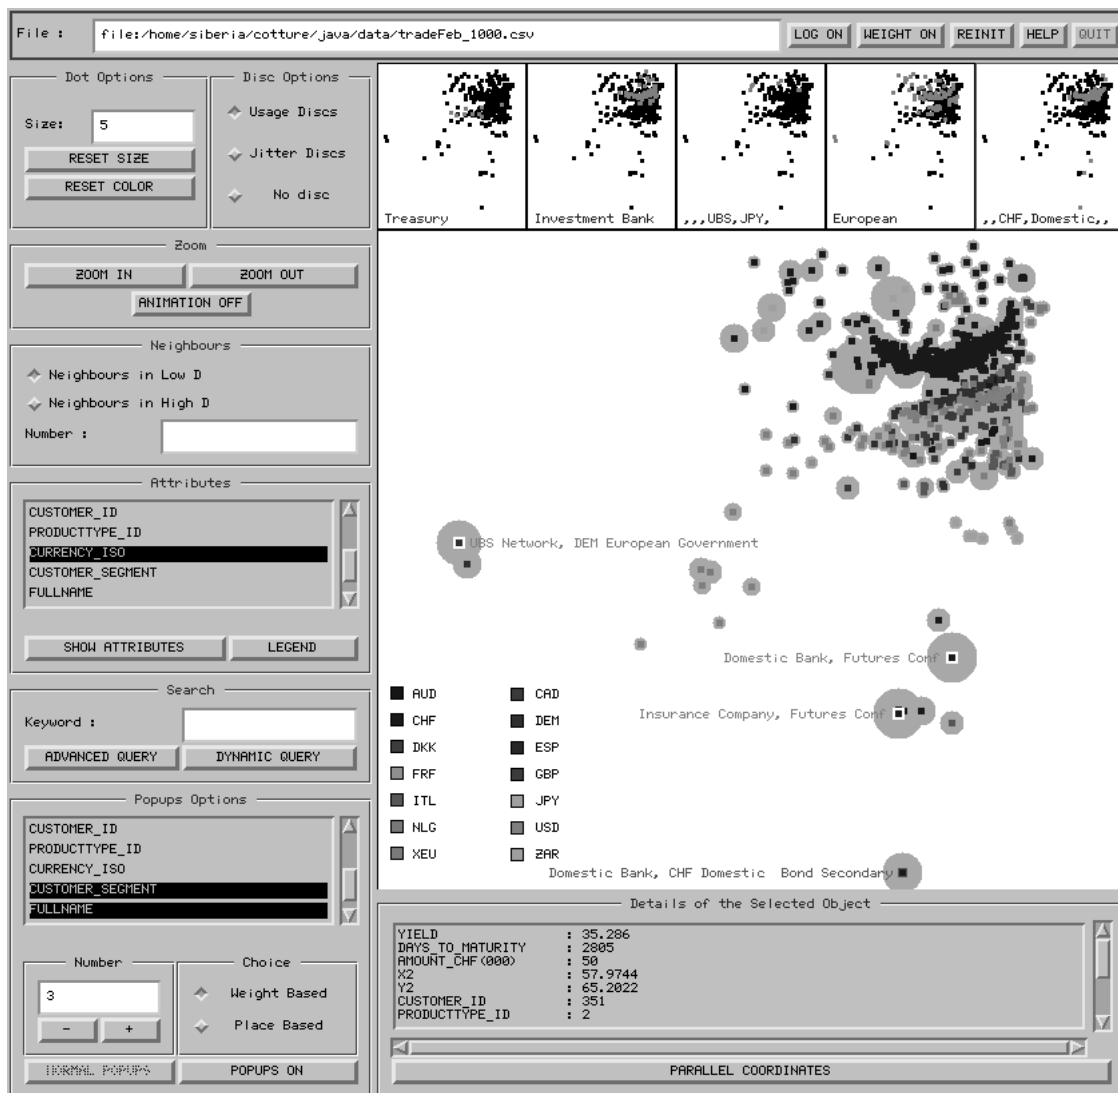 File : file:/home/siberia/cotture/java/data/tradeFeb_1000.csv LOG ON WEIGHT ON REINIT HELP QUIT
Dot Options
Size: 5
RESET SIZE
RESET COLOR
Disc Options
Usage Discs
Jitter Discs
No disc
Zoom
ZOOM IN ZOOM OUT
ANIMATION OFF
Neighbours
Neighbours in Low D
Neighbours in High D
Number :
Attributes
CUSTOMER_ID
PRODUCTTYPE_ID
CURRENCY_ISO
CUSTOMER_SEGMENT
FULLNAME
SHOW ATTRIBUTES LEGEND
Search
Keyword :
ADVANCED QUERY DYNAMIC QUERY
Popups Options
CUSTOMER_ID
PRODUCTTYPE_ID
CURRENCY_ISO
CUSTOMER_SEGMENT
FULLNAME
Number
3
- +
Choice
Weight Based
Place Based
NORMAL POPUPS POPUPS ON
Treasury Investment Bank ,,,UBS,JPY, European ,,CHF,Domestic,,
UBS Network, DEM European Government
Domestic Bank, Futures Conf
Insurance Company, Futures Conf
Domestic Bank, CHF Domestic Bond Secondary
AUD CAD
CHF DEM
DKK ESP
FRF GBP
ITL JPY
NLG USD
XEU ZAR
Details of the Selected Object
YIELD : 35.286
DAYS_TO_MATURITY : 2805
AMOUNT_CHF(000) : 50
X2 : 57.9744
Y2 : 65.2022
CUSTOMER_ID : 351
PRODUCTTYPE_ID : 2
PARALLEL COORDINATES